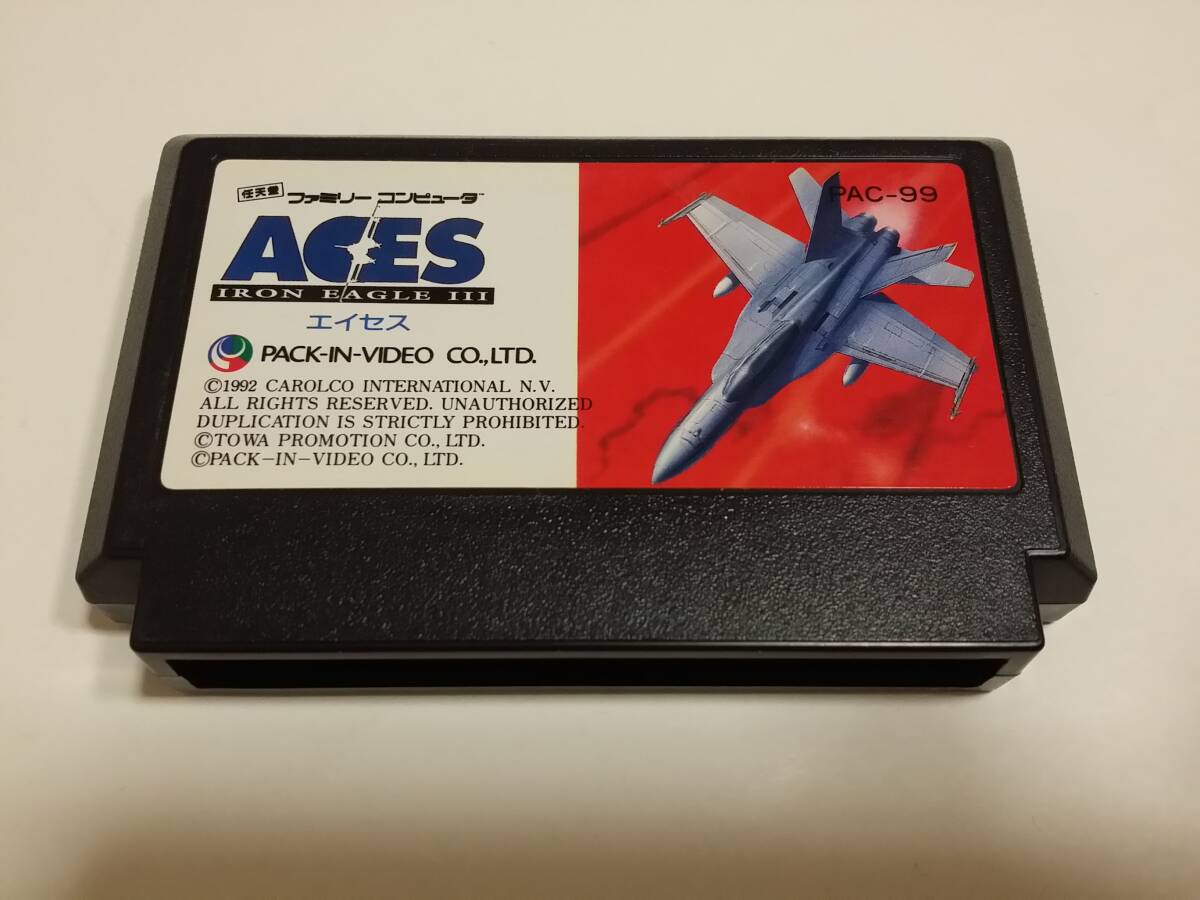 任天堂 ファミリーコンピュータ™
ACES
IRON EAGLE III
エイセス
PACK-IN-VIDEO CO.,LTD.
©1992 CAROLCO INTERNATIONAL N.V.
ALL RIGHTS RESERVED. UNAUTHORIZED
DUPLICATION IS STRICTLY PROHIBITED.
©TOWA PROMOTION CO., LTD.
©PACK-IN-VIDEO CO., LTD.
PAC-99